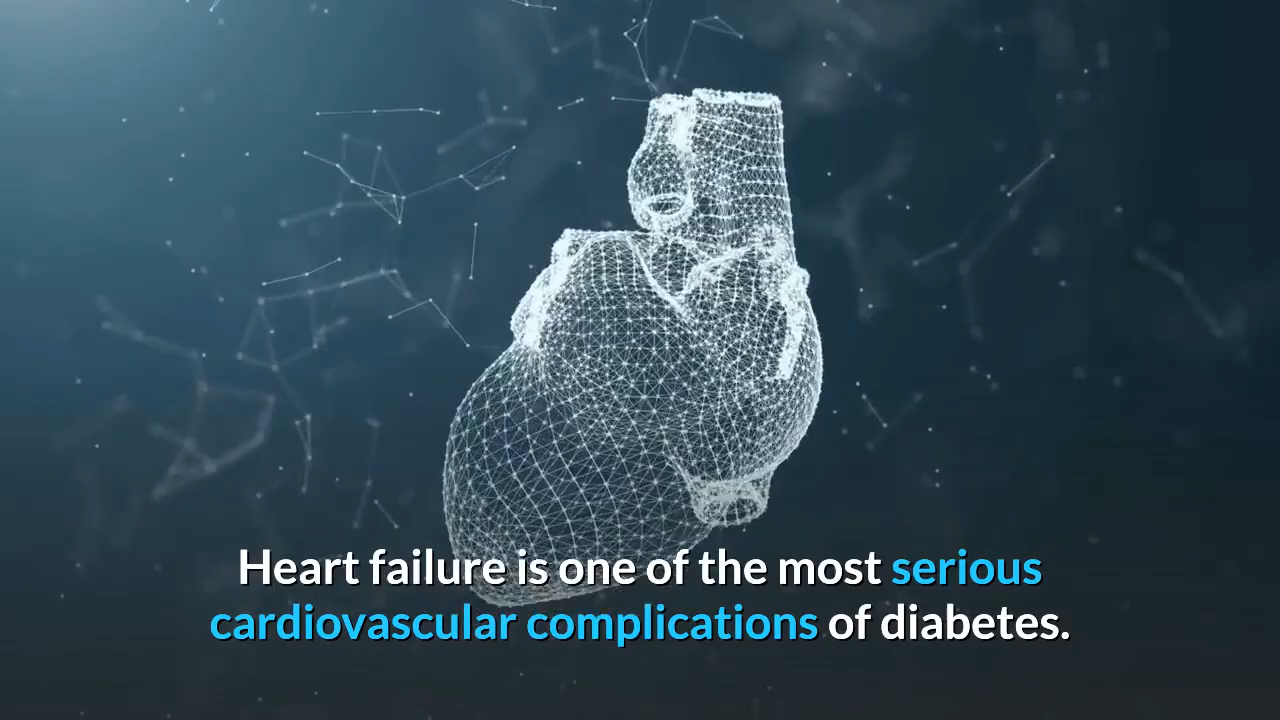 Heart failure is one of the most serious
cardiovascular complications of diabetes.